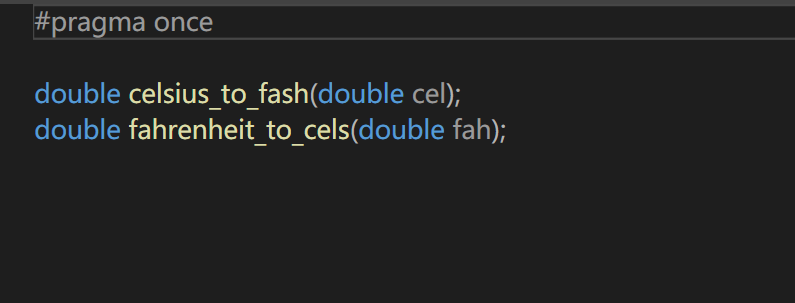 #pragma once
double celsius_to_fash(double cel);
double fahrenheit_to_cels(double fah);